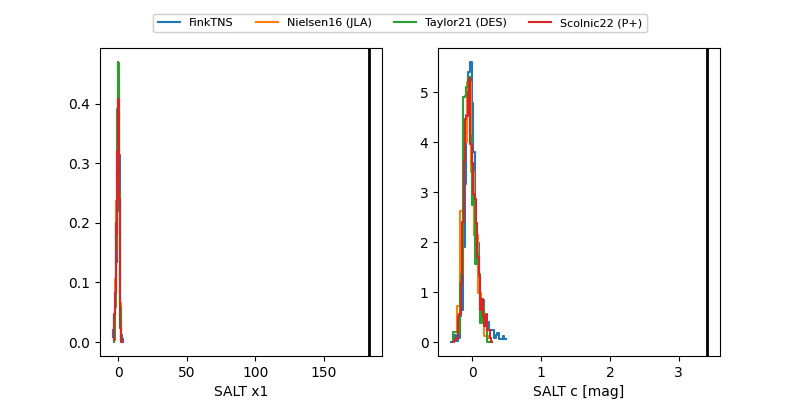 FinkTNS Nielsen16 (JLA) Taylor21 (DES) Scolnic22 (P+)
0.4
0.3
0.2
0.1
0.0
0 50 100 150
SALT x1
5
4
3
2
1
0
0 1 2 3
SALT c [mag]